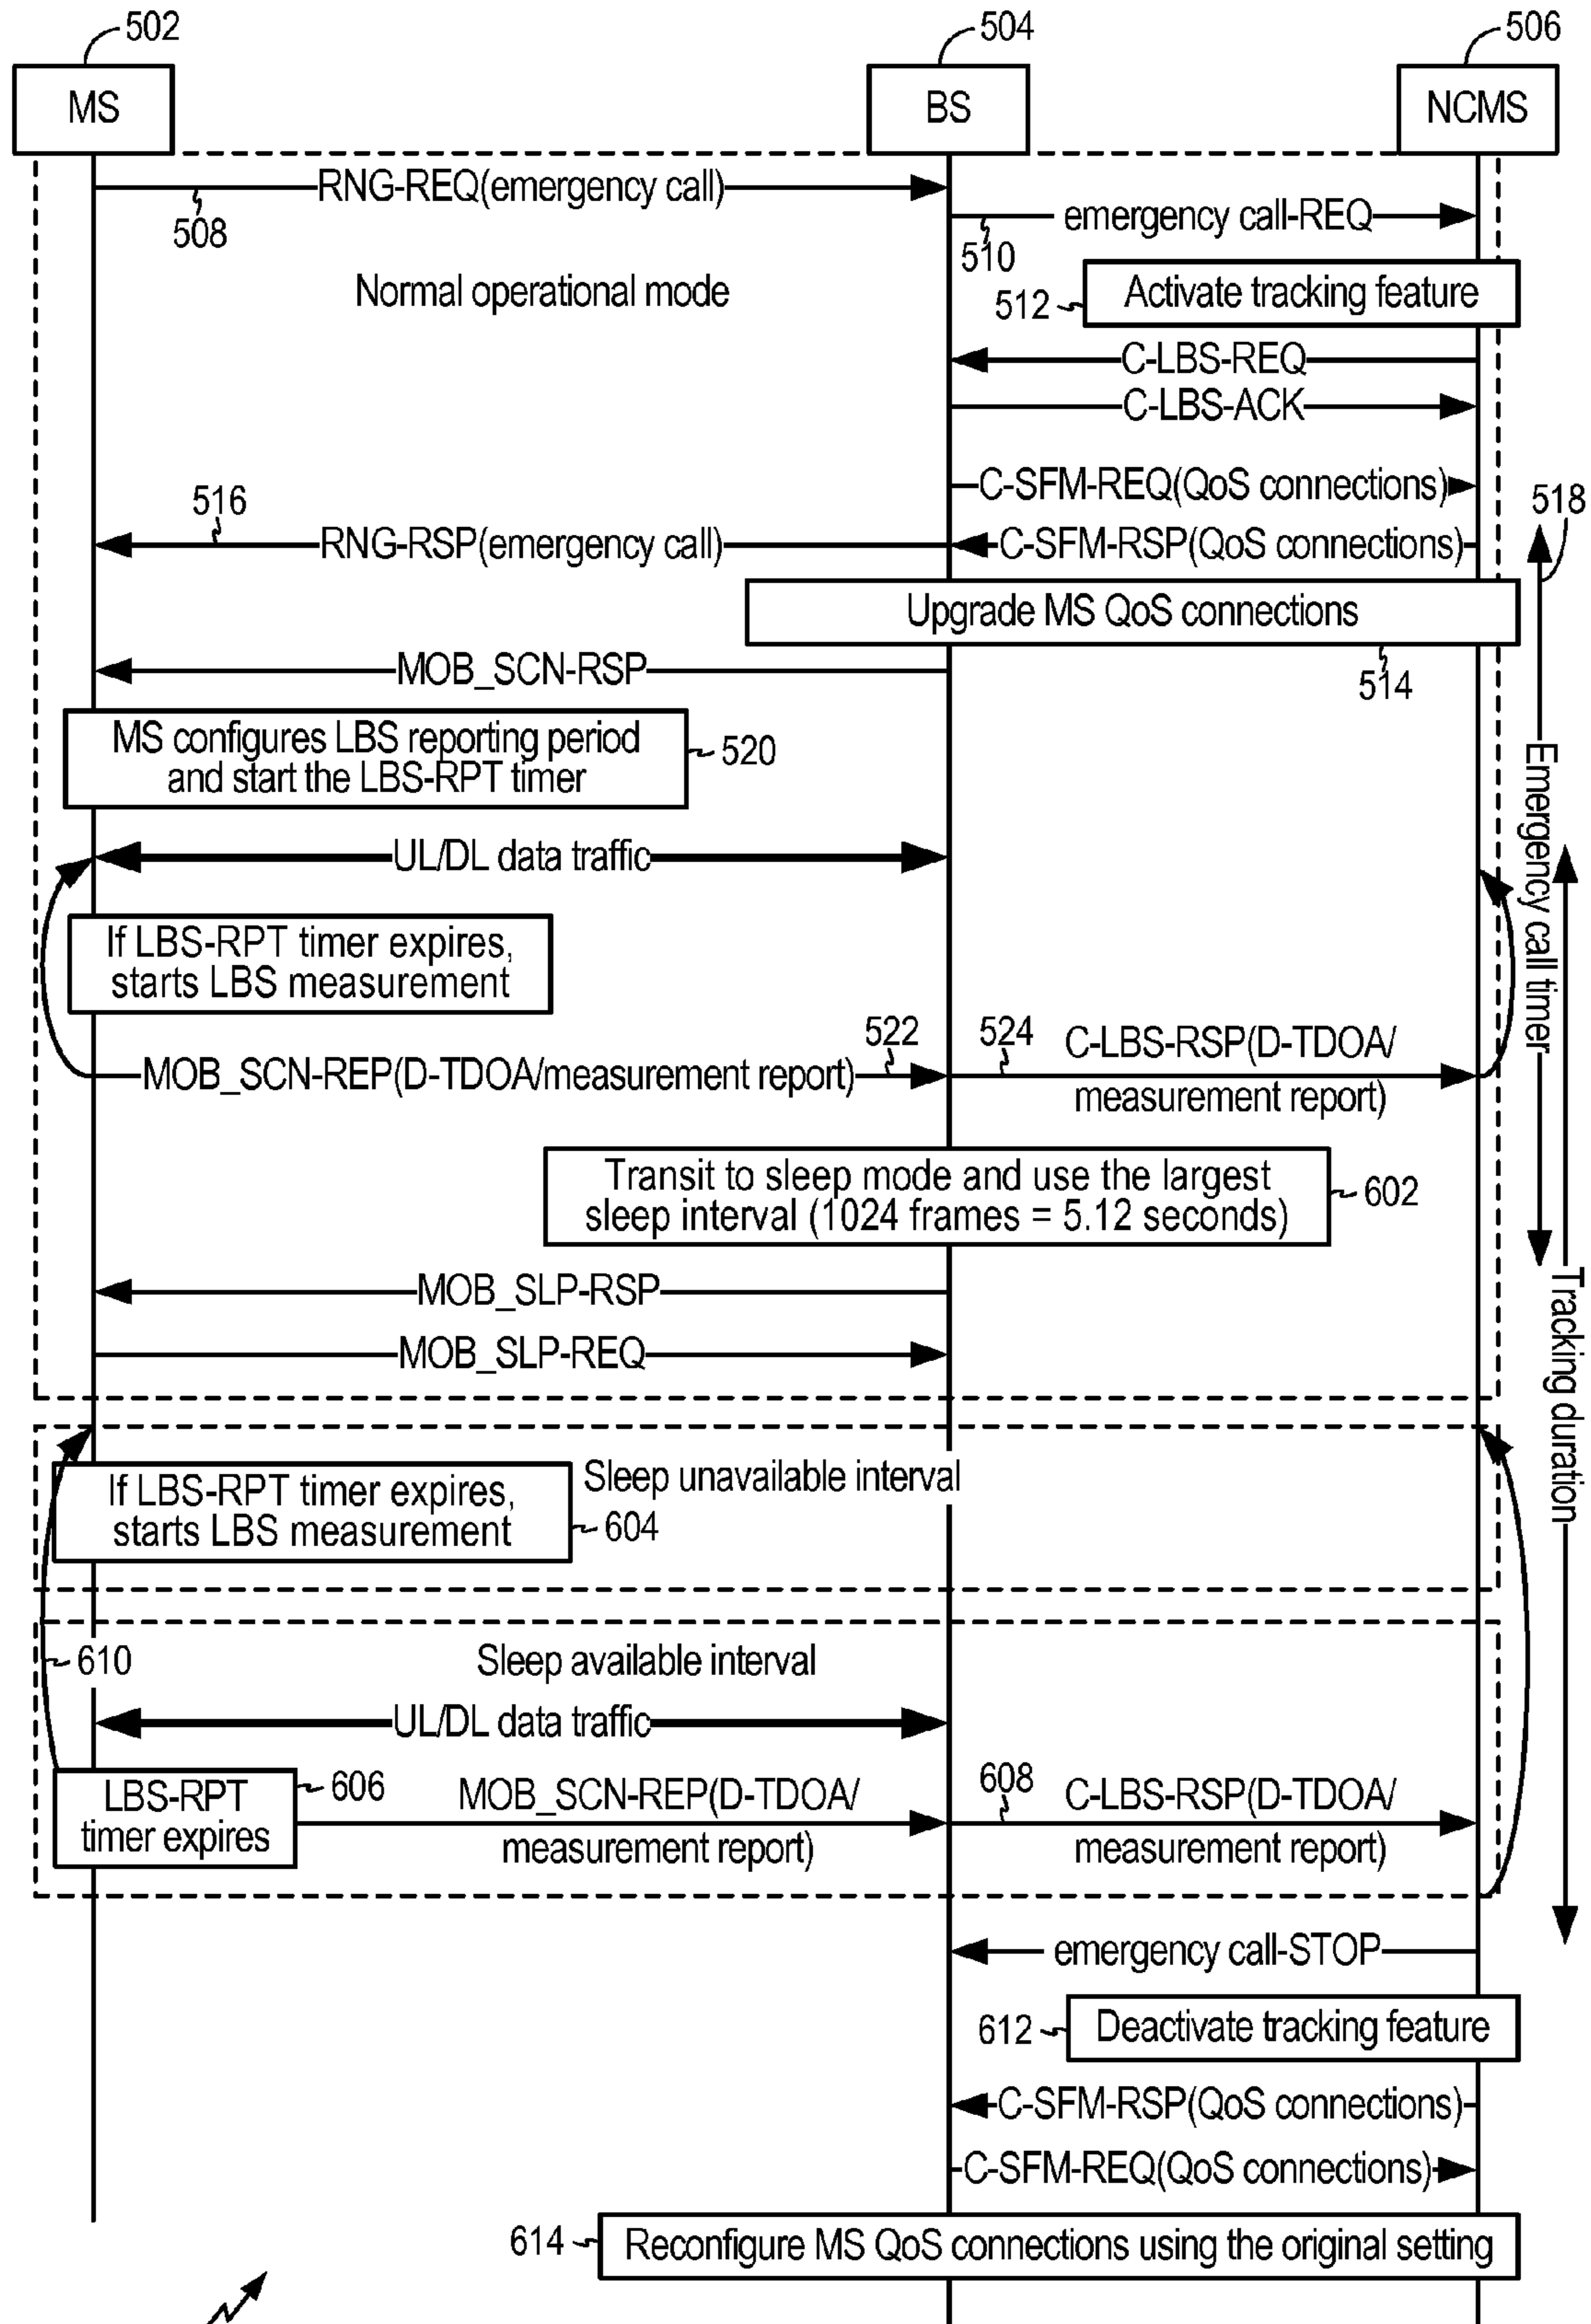 502
504
506
MS
BS
NCMS
RNG-REQ(emergency call)
508
emergency call-REQ
510
Normal operational mode
512
Activate tracking feature
C-LBS-REQ
C-LBS-ACK
C-SFM-REQ(QoS connections)
516
518
RNG-RSP(emergency call)
C-SFM-RSP(QoS connections)
Upgrade MS QoS connections
514
MOB_SCN-RSP
MS configures LBS reporting period
and start the LBS-RPT timer
520
Emergency call timer
UL/DL data traffic
If LBS-RPT timer expires,
starts LBS measurement
522
524
MOB_SCN-REP(D-TDOA/measurement report)
C-LBS-RSP(D-TDOA/
measurement report)
Transit to sleep mode and use the largest
sleep interval (1024 frames = 5.12 seconds)
602
MOB_SLP-RSP
MOB_SLP-REQ
Tracking duration
If LBS-RPT timer expires,
starts LBS measurement
604
Sleep unavailable interval
610
Sleep available interval
UL/DL data traffic
LBS-RPT
timer expires
606
MOB_SCN-REP(D-TDOA/
measurement report)
608
C-LBS-RSP(D-TDOA/
measurement report)
emergency call-STOP
612
Deactivate tracking feature
C-SFM-RSP(QoS connections)
C-SFM-REQ(QoS connections)
614
Reconfigure MS QoS connections using the original setting